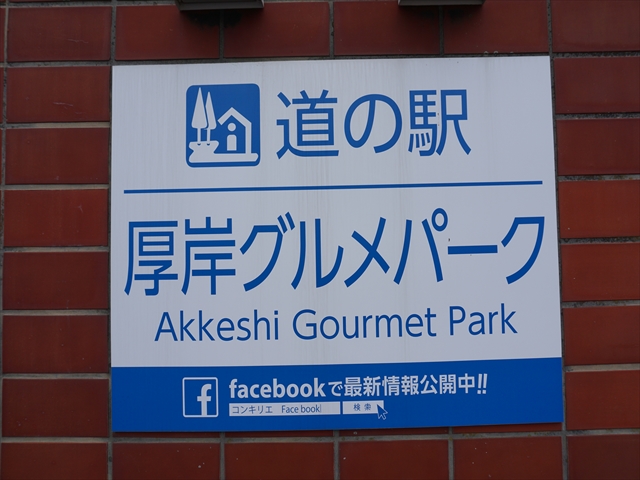 道の駅
厚岸グルメパーク
Akkeshi Gourmet Park
f facebookで最新情報公開中!!
コンキリエ Face book 検索